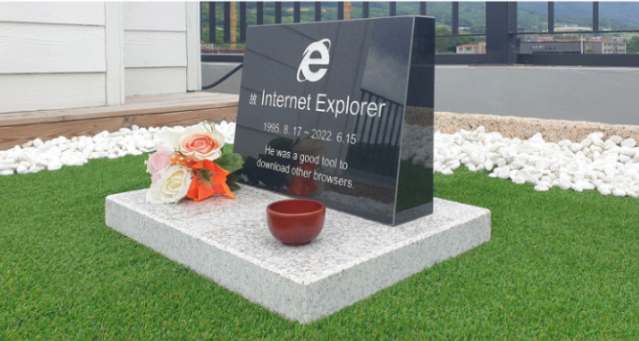 故 Internet Explorer
1995. 8. 17 ~ 2022. 6.15
He was a good tool to
download other browsers.